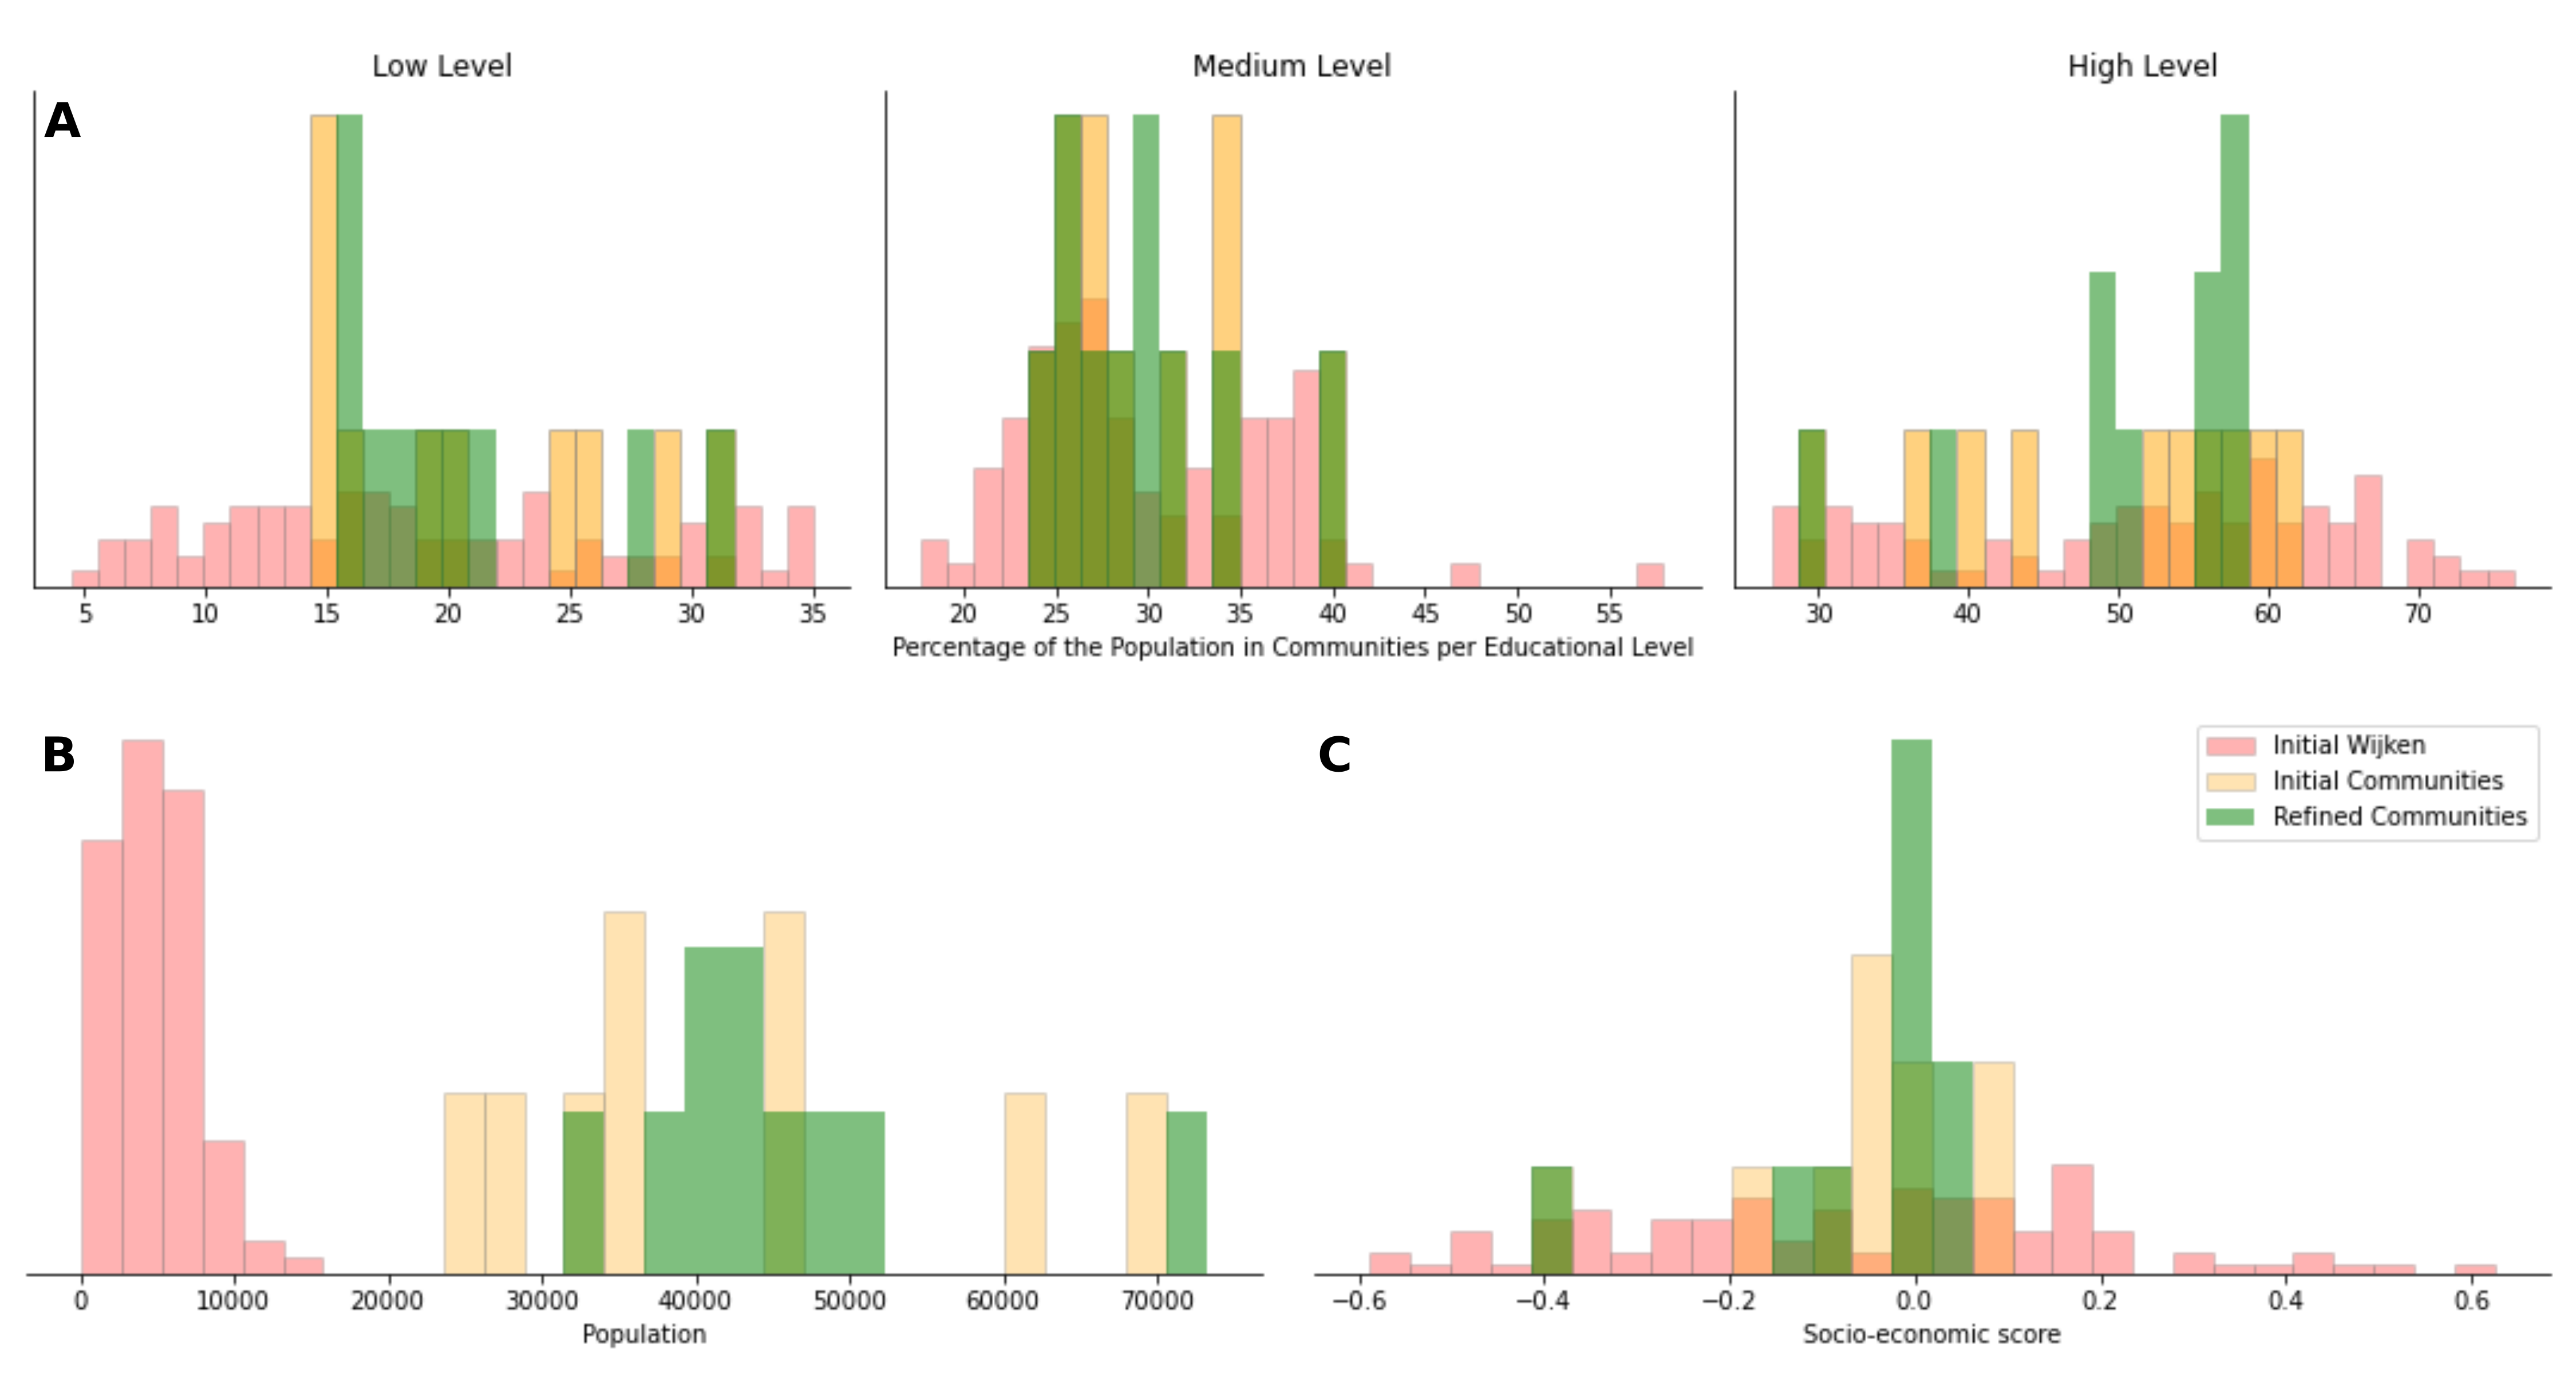 Low Level
Medium Level
High Level
A
5 10 15 20 25 30 35
20 25 30 35 40 45 50 55
30 40 50 60 70
Percentage of the Population in Communities per Educational Level
B
C
Initial Wijken
Initial Communities
Refined Communities
0 10000 20000 30000 40000 50000 60000 70000
−0.6 −0.4 −0.2 0.0 0.2 0.4 0.6
Population
Socio-economic score